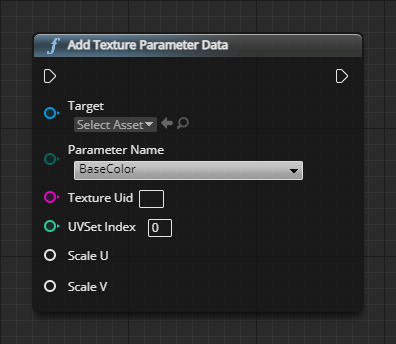 Add Texture Parameter Data
Target
Select Asset
Parameter Name
BaseColor
Texture Uid
UVSet Index 0
Scale U
Scale V